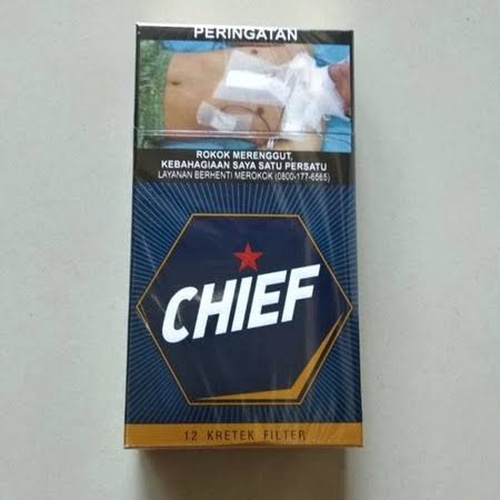 PERINGATAN
ROKOK MERENGGUT
KEBAHAGIAAN SAYA SATU PERSATU
LAYANAN BERHENTI MEROKOK (0800-177-6565)
CHIEF
12 KRETEK FILTER